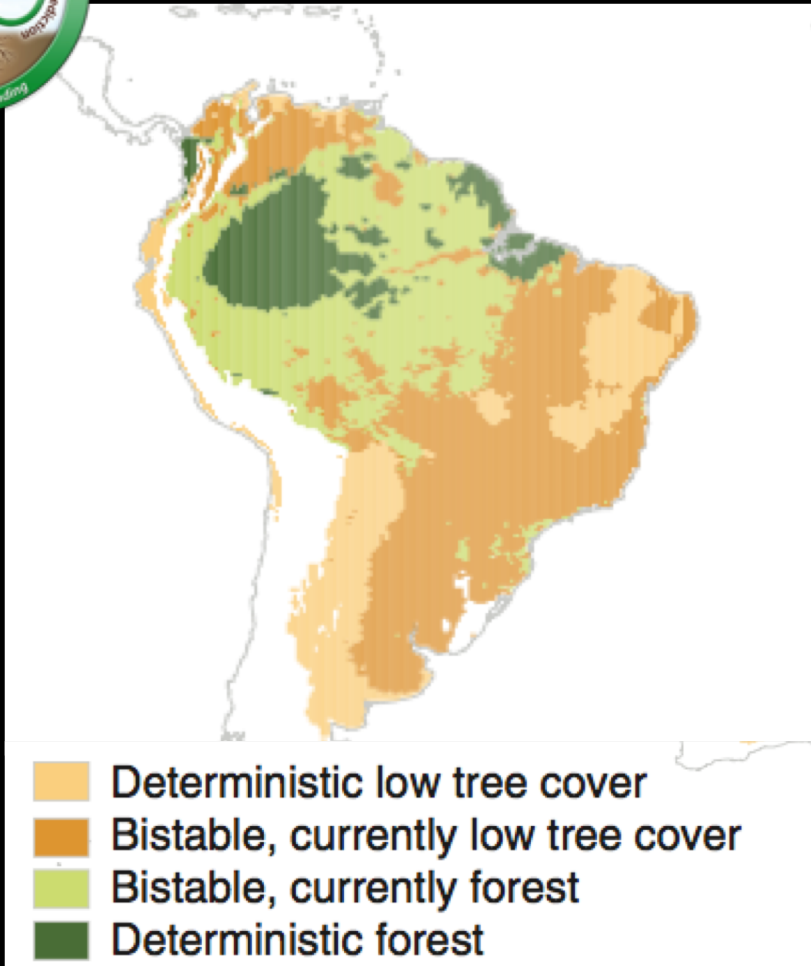 Deterministic low tree cover
Bistable, currently low tree cover
Bistable, currently forest
Deterministic forest